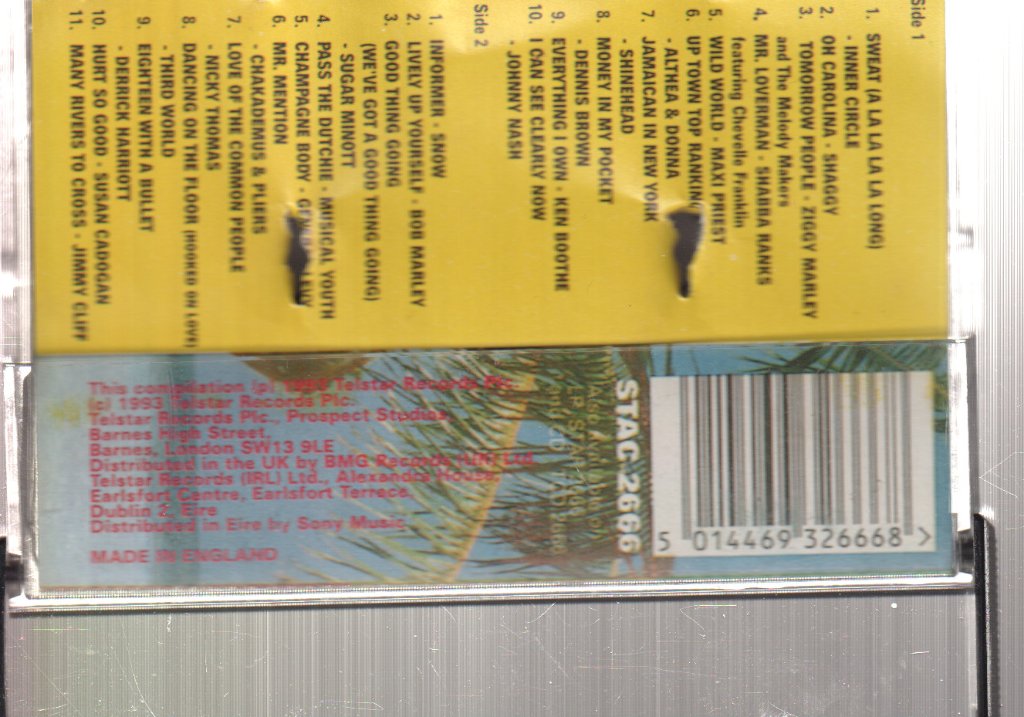 Side 1
1. SWEAT (A LA LA LA LA LONG)
- INNER CIRCLE
2. OH CAROLINA - SHAGGY
3. TOMORROW PEOPLE - ZIGGY MARLEY
and The Melody Makers
4. MR. LOVERMAN - SHABBA RANKS
featuring Chevelle Franklin
5. WILD WORLD - MAXI PRIEST
6. UP TOWN TOP RANKING
- ALTHEA & DONNA
7. JAMAICAN IN NEW YORK
- SHINEHEAD
8. MONEY IN MY POCKET
- DENNIS BROWN
9. EVERYTHING I OWN - KEN BOOTHE
10. I CAN SEE CLEARLY NOW
- JOHNNY NASH
Side 2
1. INFORMER - SNOW
2. LIVELY UP YOURSELF - BOB MARLEY
3. GOOD THING GOING
(WE'VE GOT A GOOD THING GOING)
- SUGAR MINOTT
4. PASS THE DUTCHIE - MUSICAL YOUTH
5. CHAMPAGNE BODY -
6. MR. MENTION
- CHAKADEMUS & PLIERS
7. LOVE OF THE COMMON PEOPLE
- NICKY THOMAS
8. DANCING ON THE FLOOR (HOOKED ON LOVE)
- THIRD WORLD
9. EIGHTEEN WITH A BULLET
- DERRICK HARRIOTT
10. HURT SO GOOD - SUSAN CADOGAN
11. MANY RIVERS TO CROSS - JIMMY CLIFF
STAC 2666
Also Available on
This compilation (p) 1993 Telstar Records Plc.
(c) 1993 Telstar Records Plc.
Telstar Records Plc., Prospect Studios,
Barnes High Street,
Barnes, London SW13 9LE
Distributed in the UK by BMG Records (UK) Ltd.
Telstar Records (IRL) Ltd., Alexandra House,
Earlsfort Centre, Earlsfort Terrace,
Dublin 2, Eire
Distributed in Eire by Sony Music
MADE IN ENGLAND
5 014469 326668 >